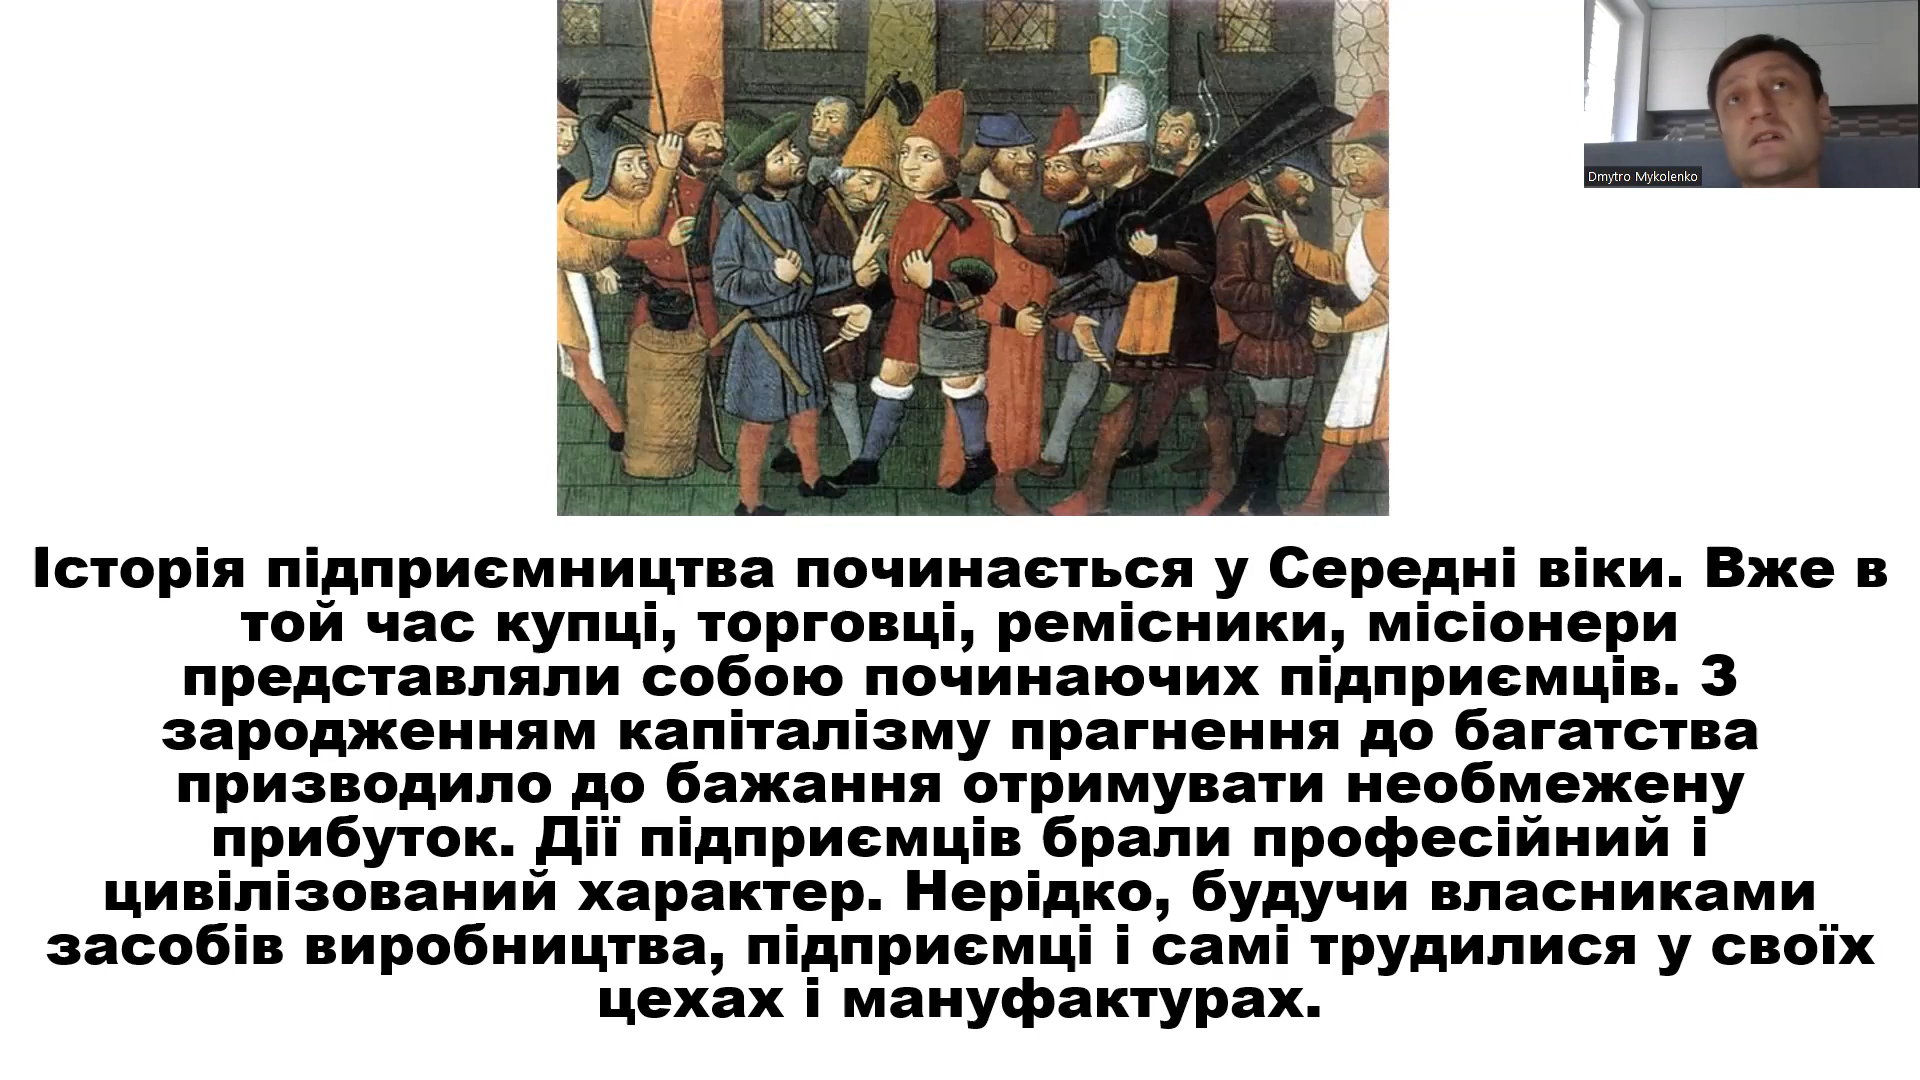 Dmytro Mykolenko
Історія підприємництва починається у Середні віки. Вже в
той час купці, торговці, ремісники, місіонери
представляли собою починаючих підприємців. З
зародженням капіталізму прагнення до багатства
призводило до бажання отримувати необмежену
прибуток. Дії підприємців брали професійний і
цивілізований характер. Нерідко, будучи власниками
засобів виробництва, підприємці і самі трудилися у своїх
цехах і мануфактурах.